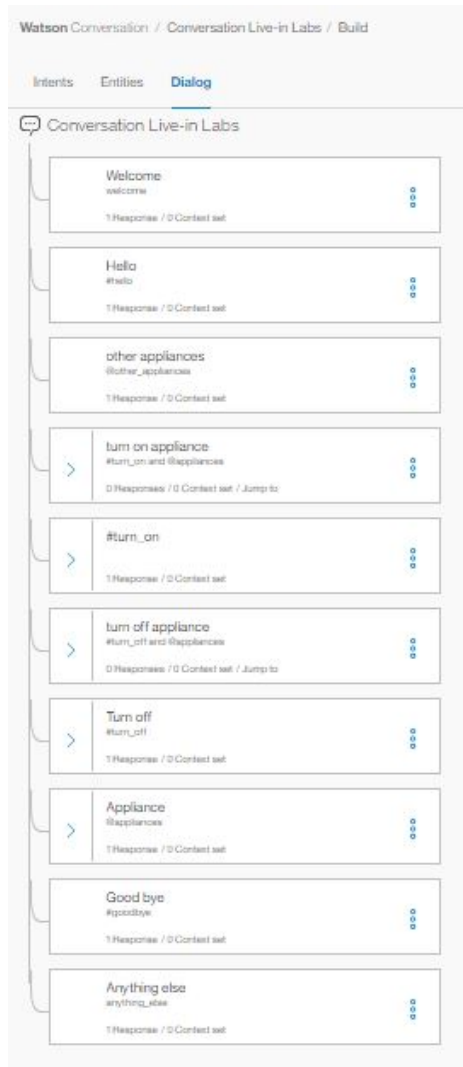 Watson Conversation / Conversation Live-in Labs / Build
Intents Entities Dialog
Conversation Live-in Labs
Welcome
welcome
1 Response / 0 Context set
Hello
#hello
1 Response / 0 Context set
other appliances
@other_appliances
1 Response / 0 Context set
turn on appliance
#turn_on and @appliances
0 Responses / 0 Context set / Jump to
#turn_on
1 Response / 0 Context set
turn off appliance
#turn_off and @appliances
0 Responses / 0 Context set / Jump to
Turn off
#turn_off
1 Response / 0 Context set
Appliance
@appliances
1 Response / 0 Context set
Good bye
#goodbye
1 Response / 0 Context set
Anything else
anything_else
1 Response / 0 Context set